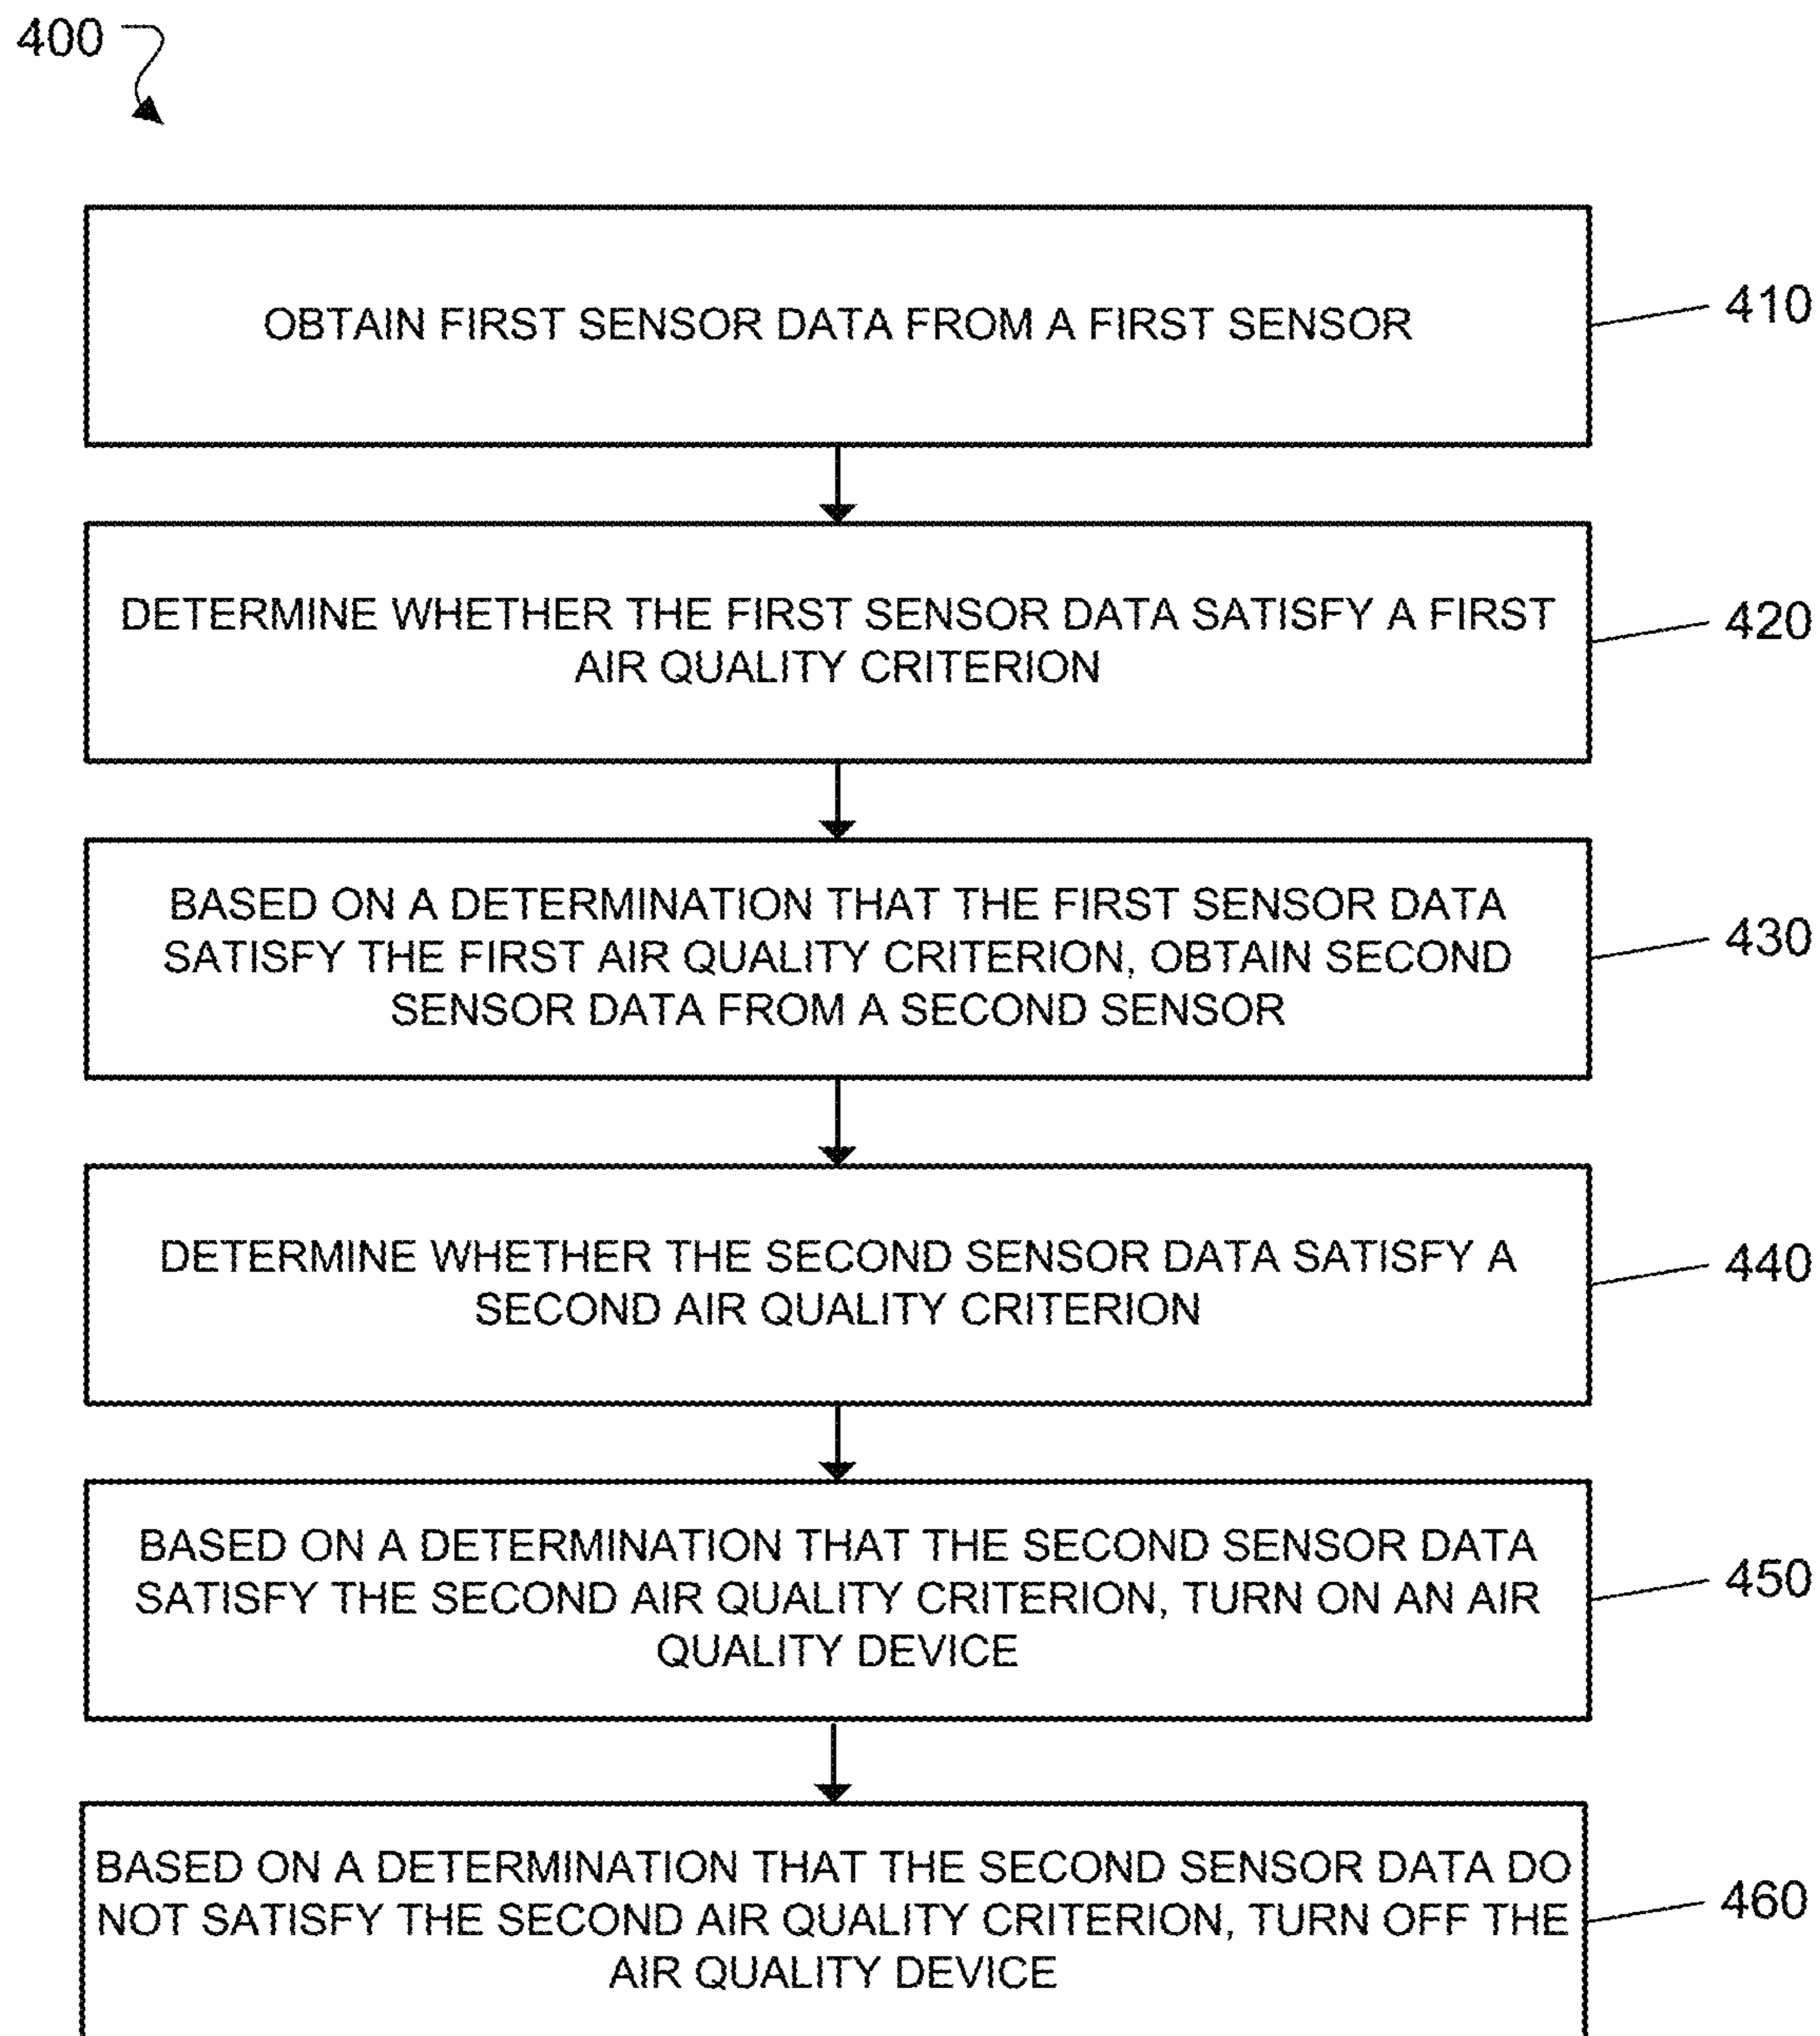 400
OBTAIN FIRST SENSOR DATA FROM A FIRST SENSOR
410
DETERMINE WHETHER THE FIRST SENSOR DATA SATISFY A FIRST
AIR QUALITY CRITERION
420
BASED ON A DETERMINATION THAT THE FIRST SENSOR DATA
SATISFY THE FIRST AIR QUALITY CRITERION, OBTAIN SECOND
SENSOR DATA FROM A SECOND SENSOR
430
DETERMINE WHETHER THE SECOND SENSOR DATA SATISFY A
SECOND AIR QUALITY CRITERION
440
BASED ON A DETERMINATION THAT THE SECOND SENSOR DATA
SATISFY THE SECOND AIR QUALITY CRITERION, TURN ON AN AIR
QUALITY DEVICE
450
BASED ON A DETERMINATION THAT THE SECOND SENSOR DATA DO
NOT SATISFY THE SECOND AIR QUALITY CRITERION, TURN OFF THE
AIR QUALITY DEVICE
460